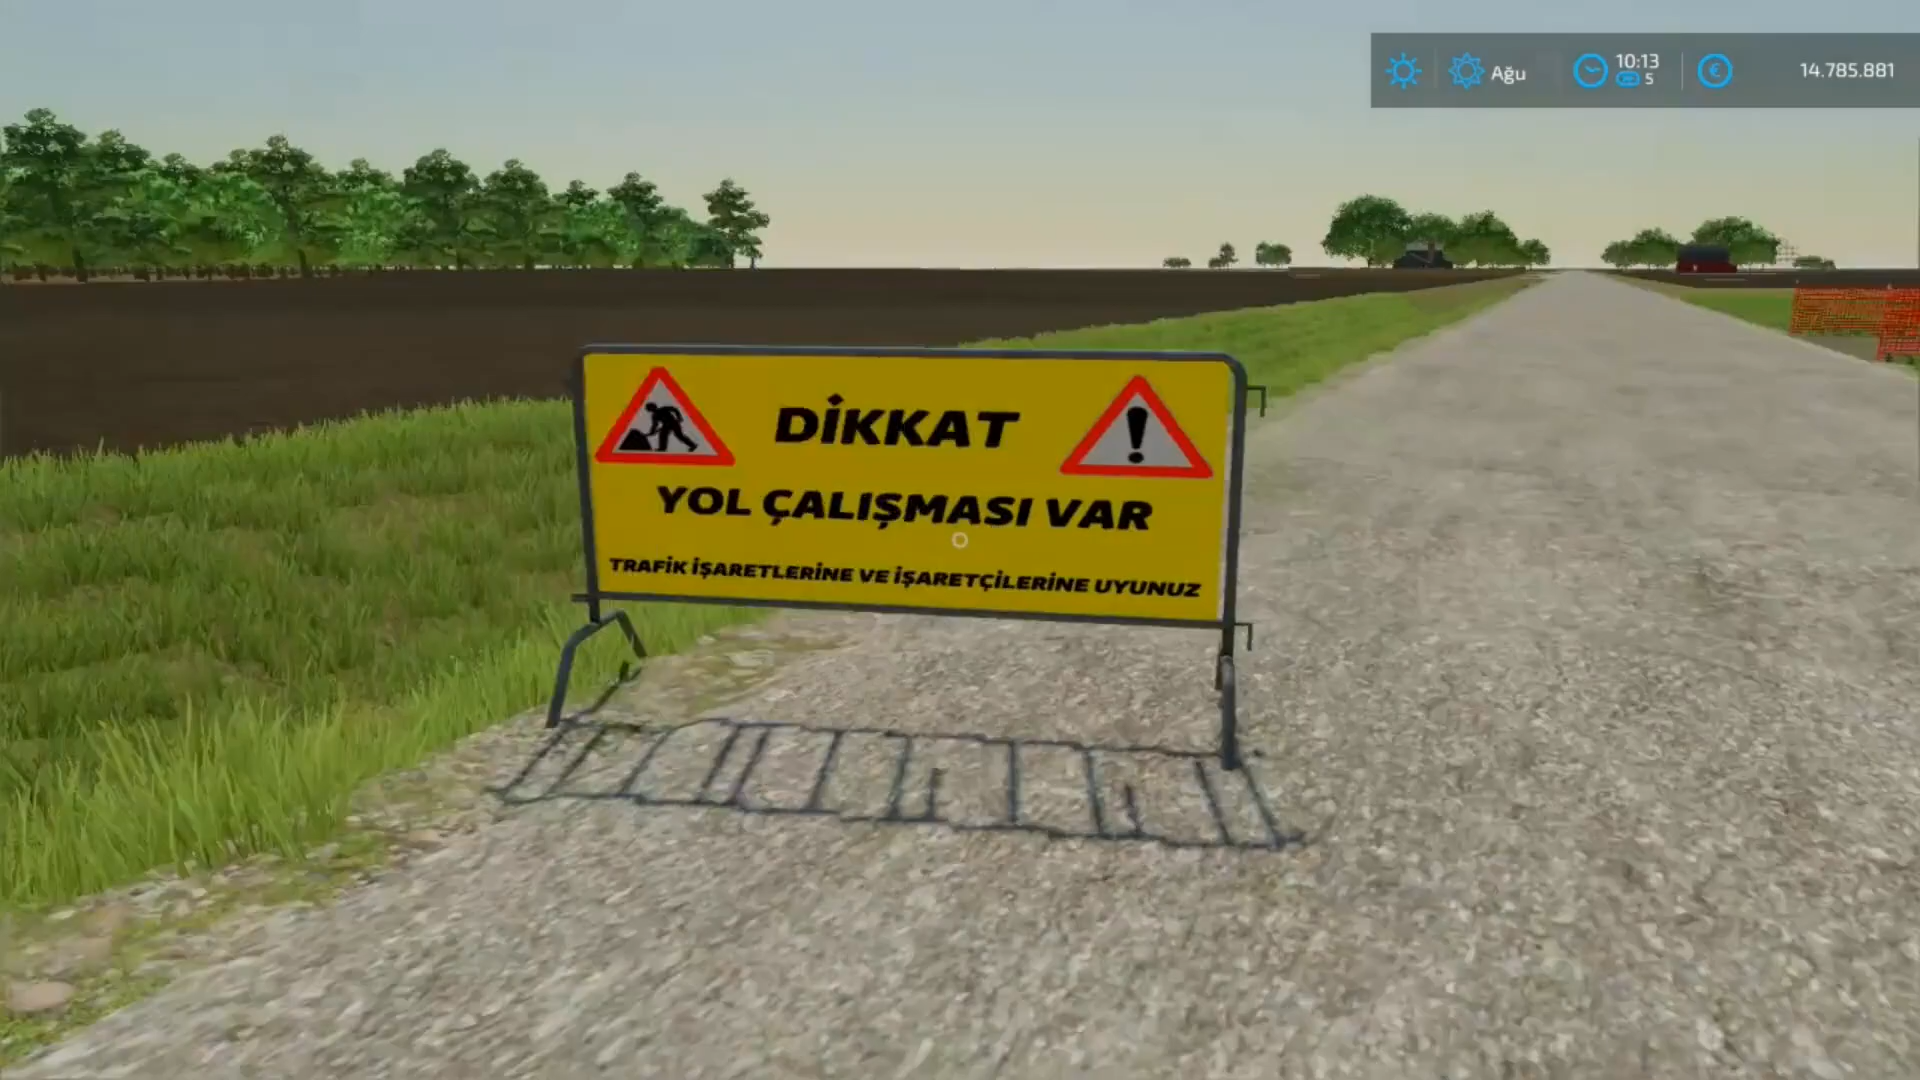 Ağu
10:13
5
14.785.881
DİKKAT
YOL ÇALIŞMASI VAR
TRAFİK İŞARETLERİNE VE İŞARETÇİLERİNE UYUNUZ